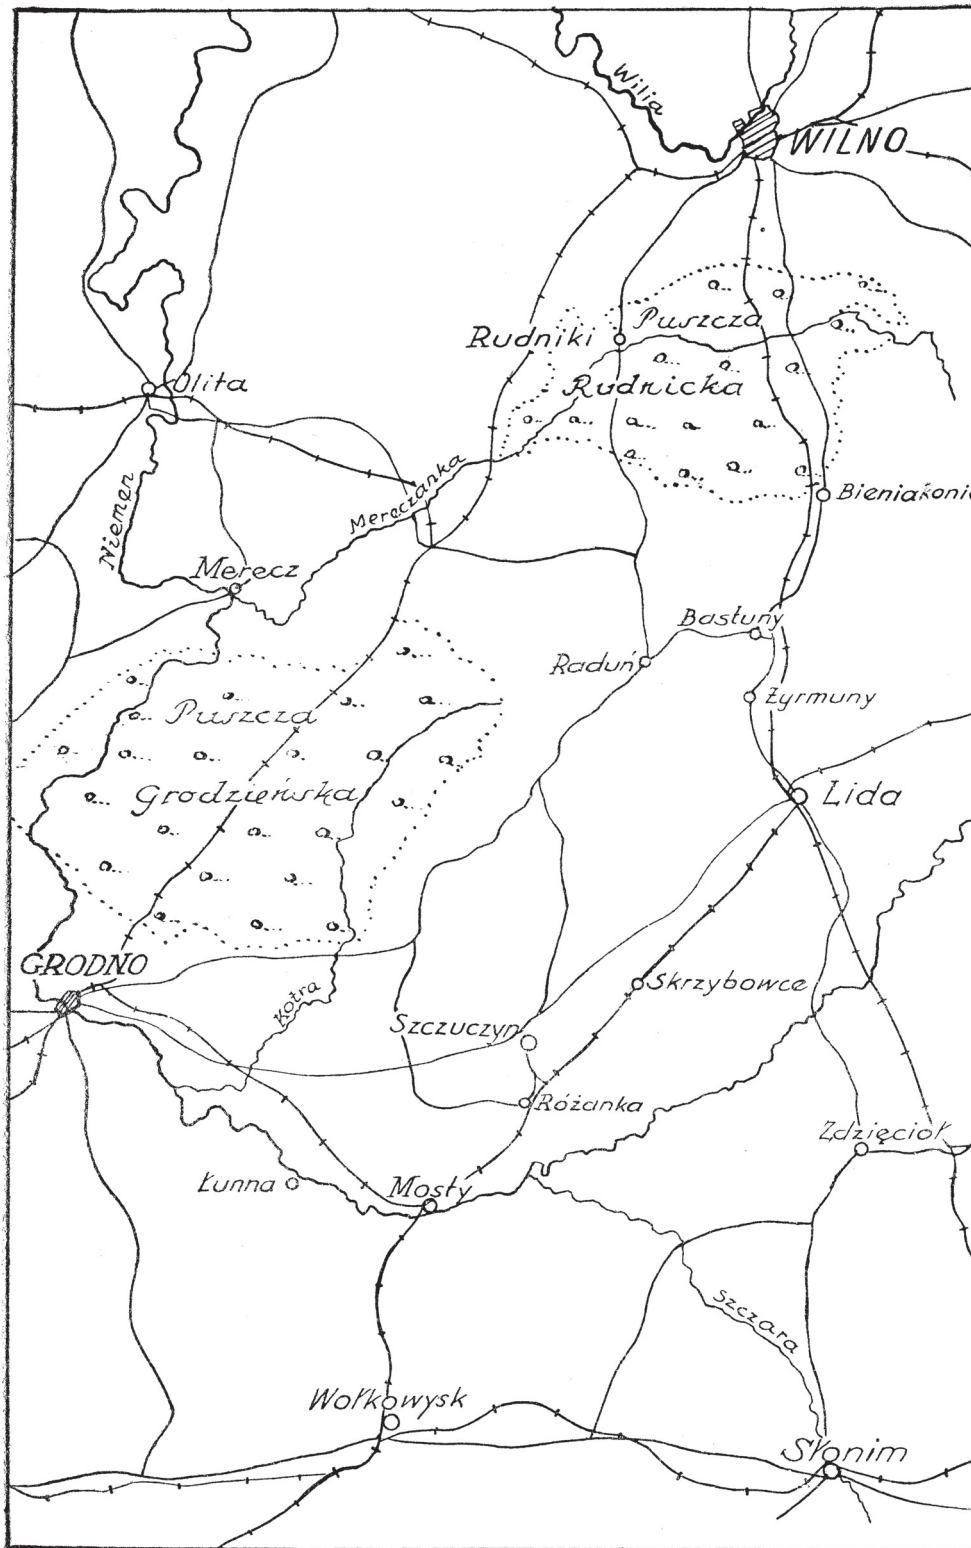 Wilia
WILNO
Rudniki
Puszcza
Rudnicka
Olita
Niemen
Mereczanka
Bieniakonie
Merecz
Bastuny
Raduń
Żyrmuny
Puszcza
Grodzieńska
Lida
GRODNO
Kotra
Skrzybowce
Szczuczyn
Różanka
Zdzięcioł
Łunna
Mosty
Szczara
Wołkowysk
Słonim